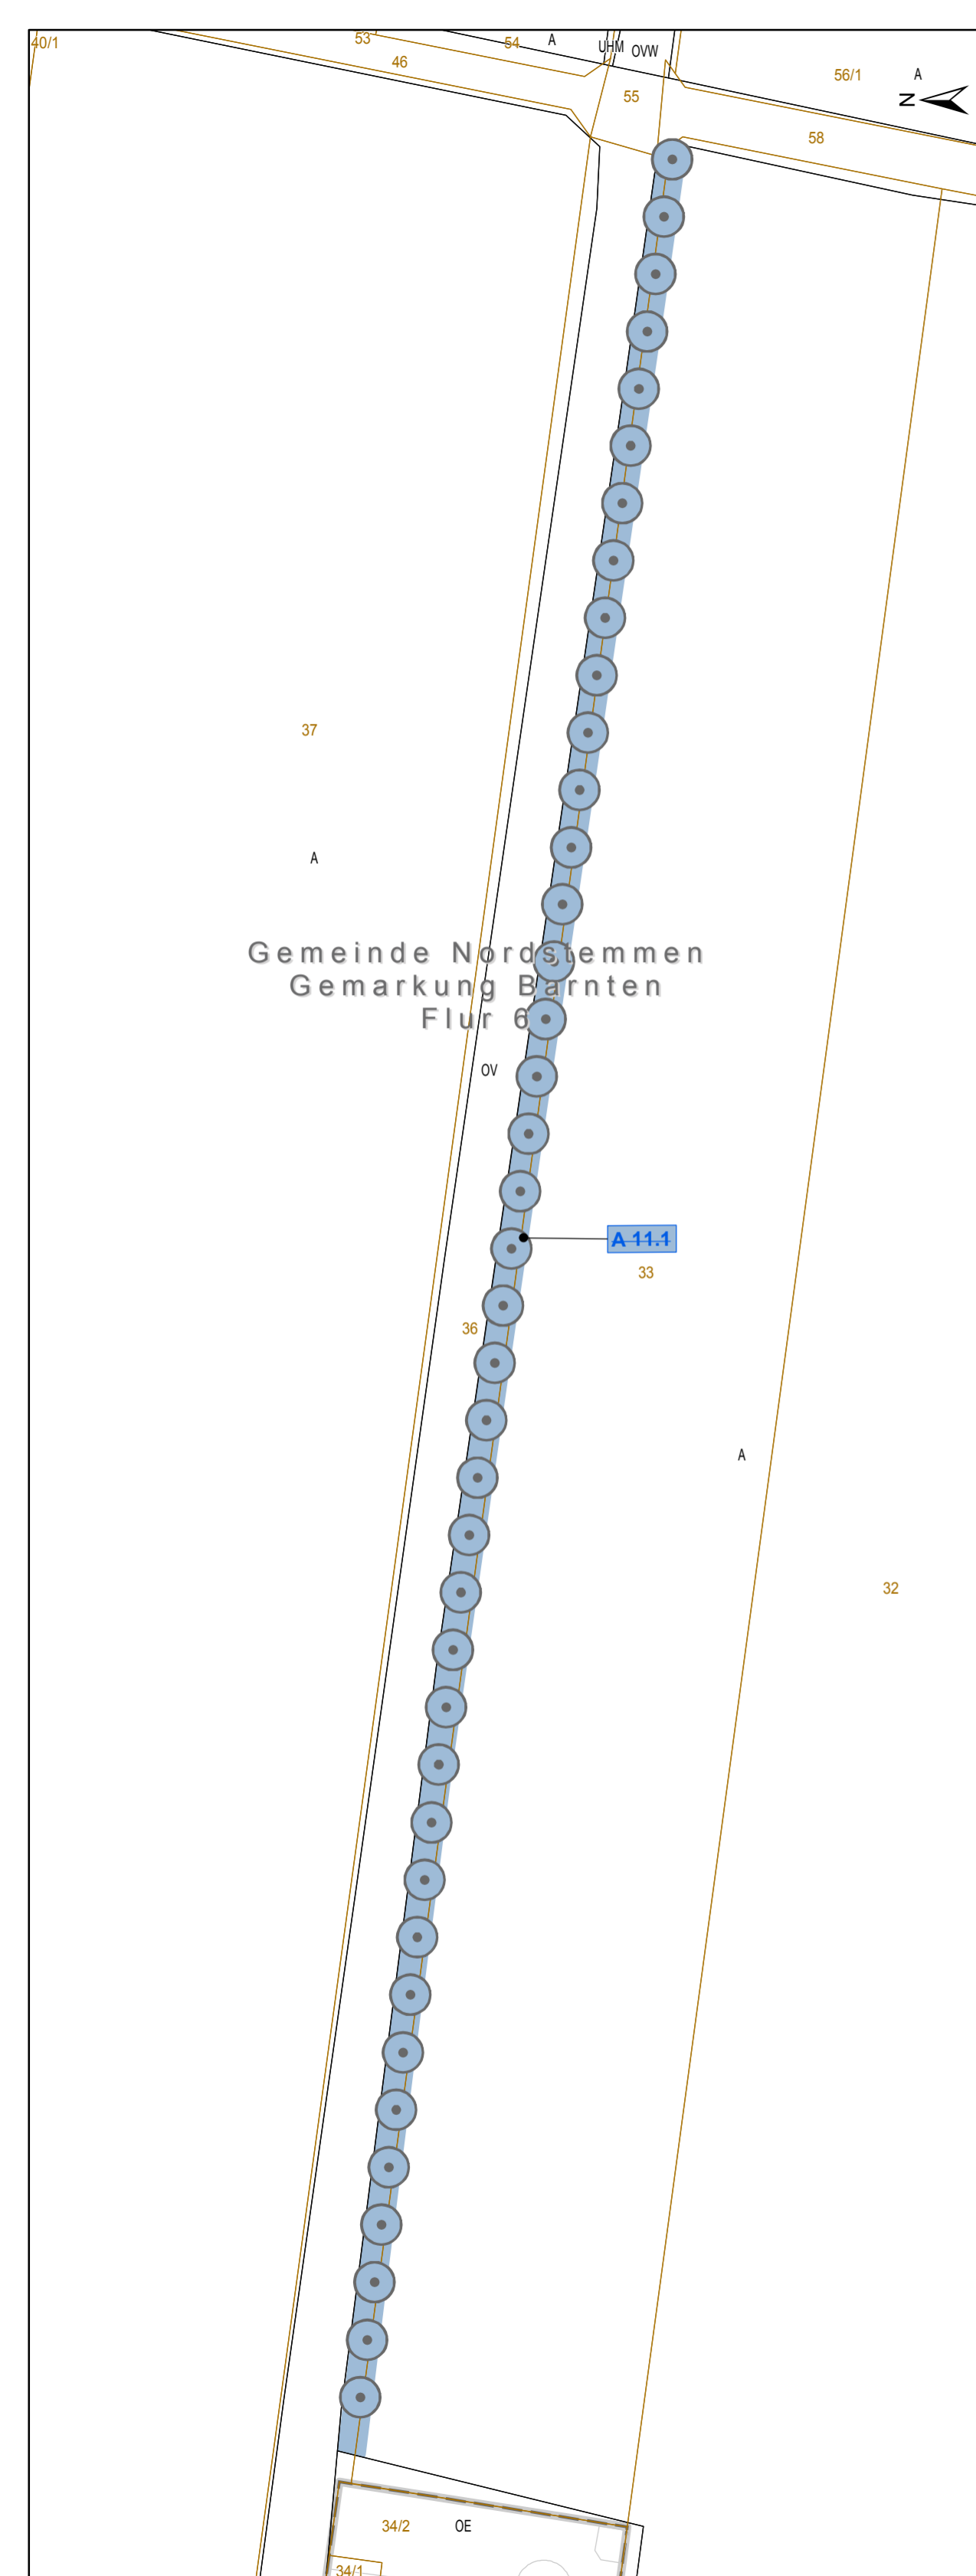 40/1
53
54
A
UHM
OVW
46
56/1
A
55
N
58
37
A
Gemeinde Nordstemmen
Gemarkung Barnten
Flur 6
OV
A 11.1
33
36
A
32
34/2
OE
34/1